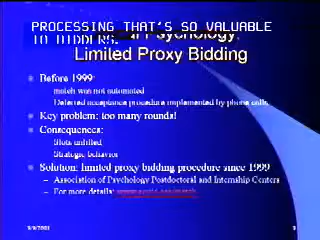 PROCESSING THAT'S SO VALUABLE
TO BIDDERS.
Psychology:
Limited Proxy Bidding
Before 1999:
match was not automated
Deferred acceptance procedure implemented by phone calls
Key problem: too many rounds!
Consequences:
Slots unfilled
Strategic behavior
Solution: limited proxy bidding procedure since 1999
– Association of Psychology Postdoctoral and Internship Centers
– For more details: